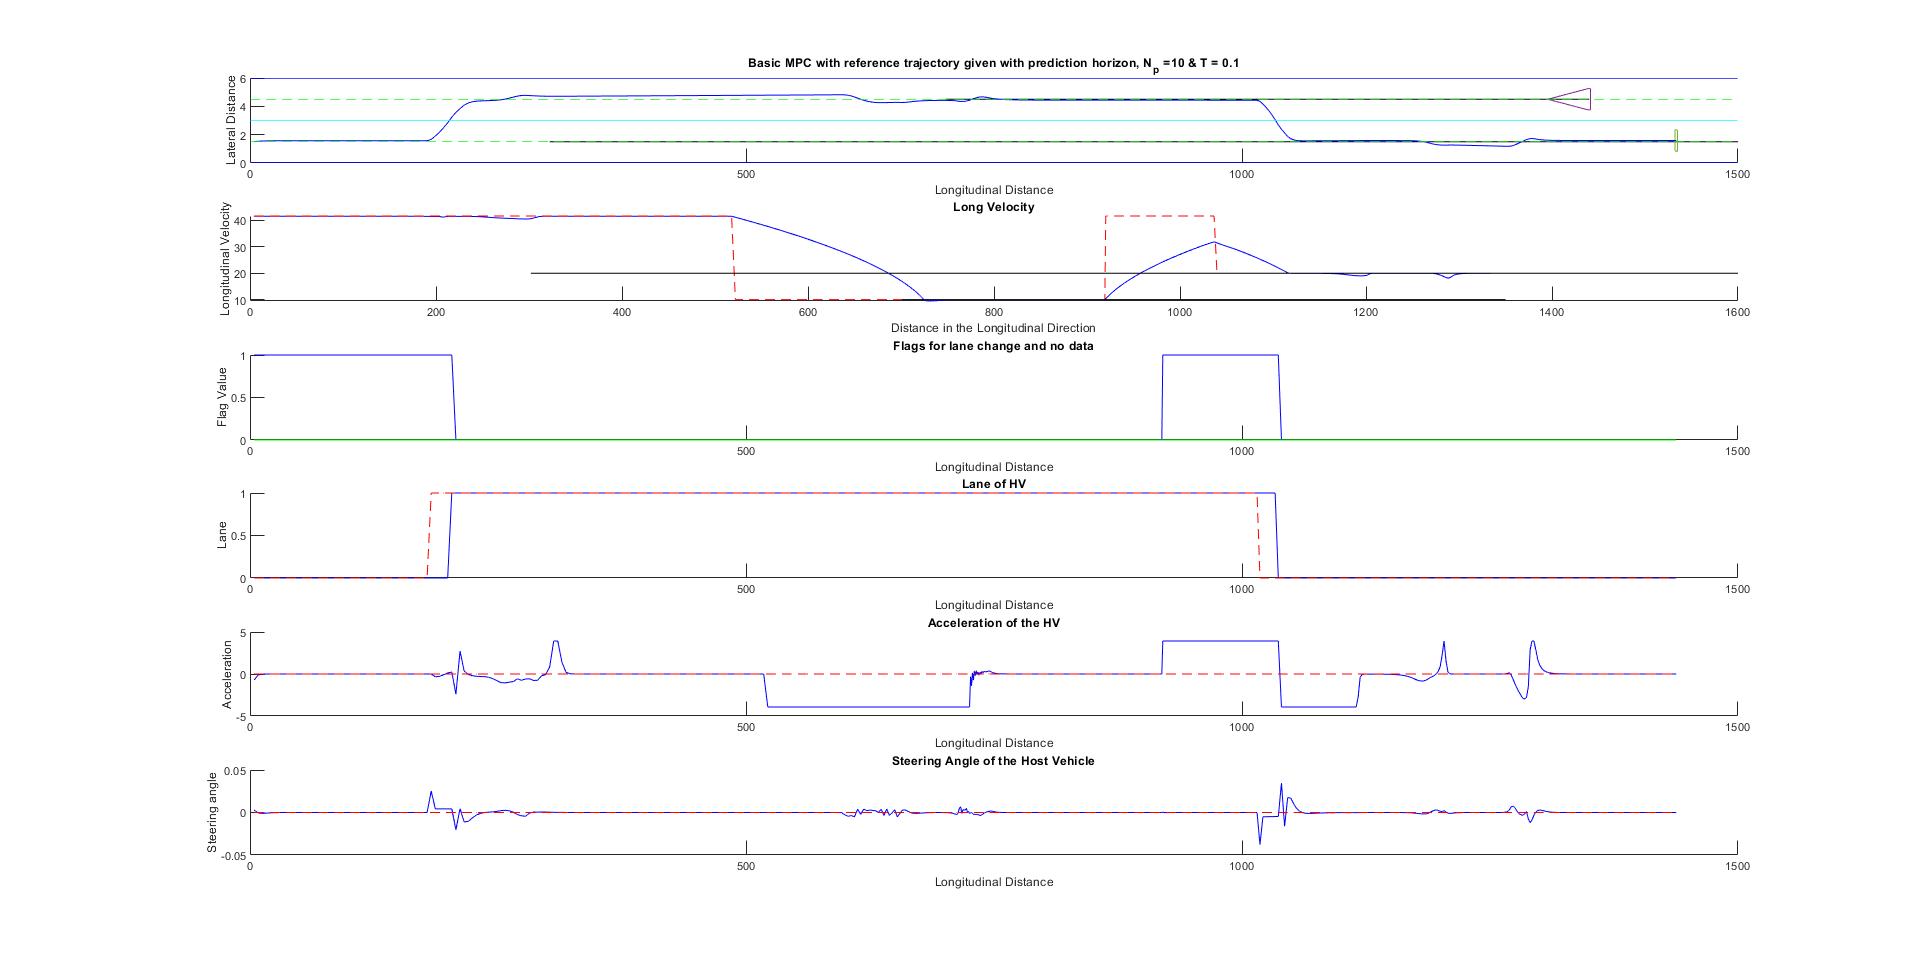 Basic MPC with reference trajectory given with prediction horizon, Np =10 & T = 0.1
Lateral Distance
6
4
2
0
0 500 1000 1500
Longitudinal Distance
Long Velocity
Longitudinal Velocity
40
30
20
10
0 200 400 600 800 1000 1200 1400 1600
Distance in the Longitudinal Direction
Flags for lane change and no data
Flag Value
1
0.5
0
0 500 1000 1500
Longitudinal Distance
Lane of HV
Lane
1
0.5
0
0 500 1000 1500
Longitudinal Distance
Acceleration of the HV
Acceleration
5
0
-5
0 500 1000 1500
Longitudinal Distance
Steering Angle of the Host Vehicle
Steering angle
0.05
0
-0.05
0 500 1000 1500
Longitudinal Distance